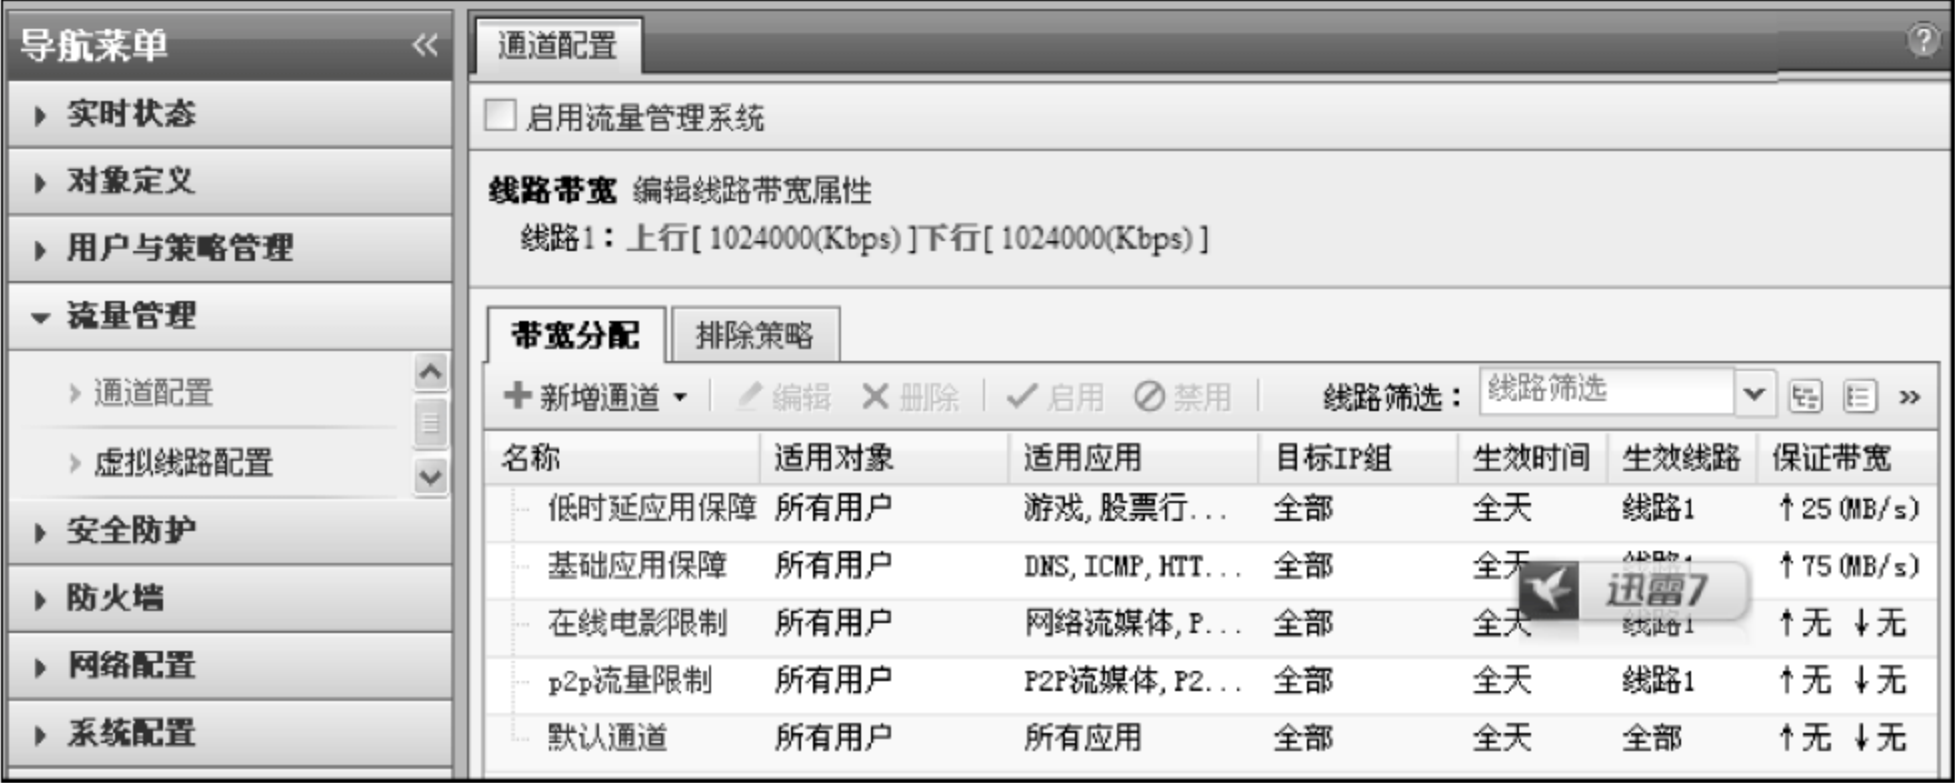 导航菜单 «
实时状态
对象定义
用户与策略管理
流量管理
通道配置
虚拟线路配置
安全防护
防火墙
网络配置
系统配置
通道配置 ?
启用流量管理系统
线路带宽 编辑线路带宽属性
线路1：上行[ 1024000(Kbps) ]下行[ 1024000(Kbps) ]
带宽分配 排除策略
新增通道 编辑 删除 启用 禁用 线路筛选： 线路筛选 »
名称 适用对象 适用应用 目标IP组 生效时间 生效线路 保证带宽
低时延应用保障 所有用户 游戏,股票行... 全部 全天 线路1 ↑25(MB/s)
基础应用保障 所有用户 DNS,ICMP,HTT... 全部 全天 线路1 ↑75(MB/s)
迅雷7
在线电影限制 所有用户 网络流媒体,P... 全部 全天 线路1 ↑无 ↓无
p2p流量限制 所有用户 P2P流媒体,P2... 全部 全天 线路1 ↑无 ↓无
默认通道 所有用户 所有应用 全部 全天 全部 ↑无 ↓无